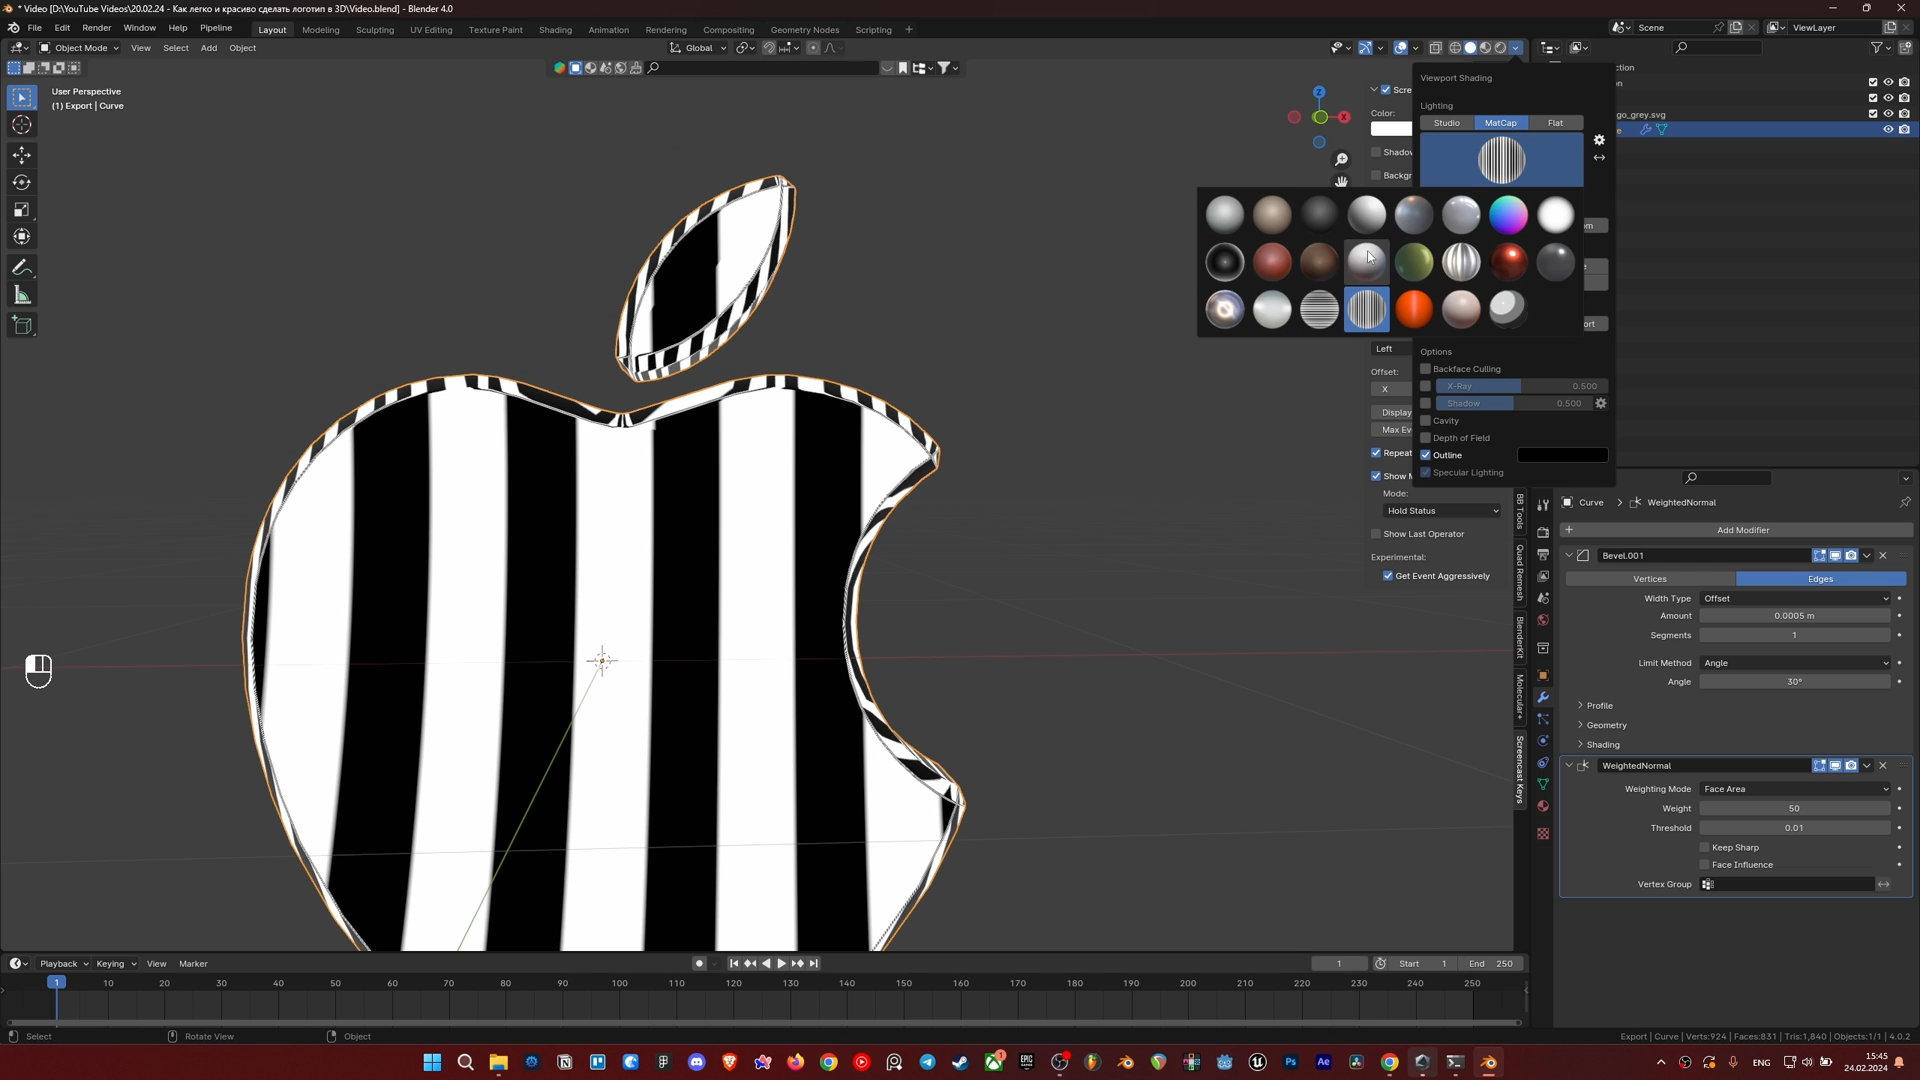 * Video [D:\YouTube Videos\20.02.24 - Как легко и красиво сделать логотип в 3D\Video.blend] - Blender 4.0
File Edit Render Window Help Pipeline
Layout Modeling Sculpting UV Editing Texture Paint Shading Animation Rendering Compositing Geometry Nodes Scripting +
Scene
ViewLayer
Object Mode View Select Add Object
Global
User Perspective
(1) Export | Curve
Z
X
Color:
Viewport Shading
Lighting
Studio MatCap Flat
Left
Offset:
X
Display
Max Ev
Repeat
Mode:
Hold Status
Show Last Operator
Experimental:
Get Event Aggressively
Options
Backface Culling
X-Ray 0.500
Shadow 0.500
Cavity
Depth of Field
Outline
Specular Lighting
ction
go_grey.svg
BB Tools
Quad Remesh
BlenderKit
Molecular+
Screencast Keys
Curve > WeightedNormal
+ Add Modifier
Bevel.001
Vertices Edges
Width Type Offset
Amount 0.0005 m
Segments 1
Limit Method Angle
Angle 30°
Profile
Geometry
Shading
WeightedNormal
Weighting Mode Face Area
Weight 50
Threshold 0.01
Keep Sharp
Face Influence
Vertex Group
Playback Keying View Marker
1 Start 1 End 250
1 10 20 30 40 50 60 70 80 90 100 110 120 130 140 150 160 170 180 190 200 210 220 230 240 250
Select Rotate View Object
Export | Curve | Verts:924 | Faces:831 | Tris:1,840 | Objects:1/1 | 4.0.2
ENG
15:45
24.02.2024